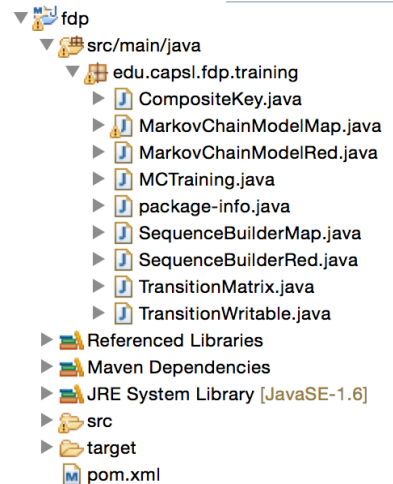 fdp
src/main/java
edu.capsl.fdp.training
CompositeKey.java
MarkovChainModelMap.java
MarkovChainModelRed.java
MCTraining.java
package-info.java
SequenceBuilderMap.java
SequenceBuilderRed.java
TransitionMatrix.java
TransitionWritable.java
Referenced Libraries
Maven Dependencies
JRE System Library [JavaSE-1.6]
src
target
pom.xml